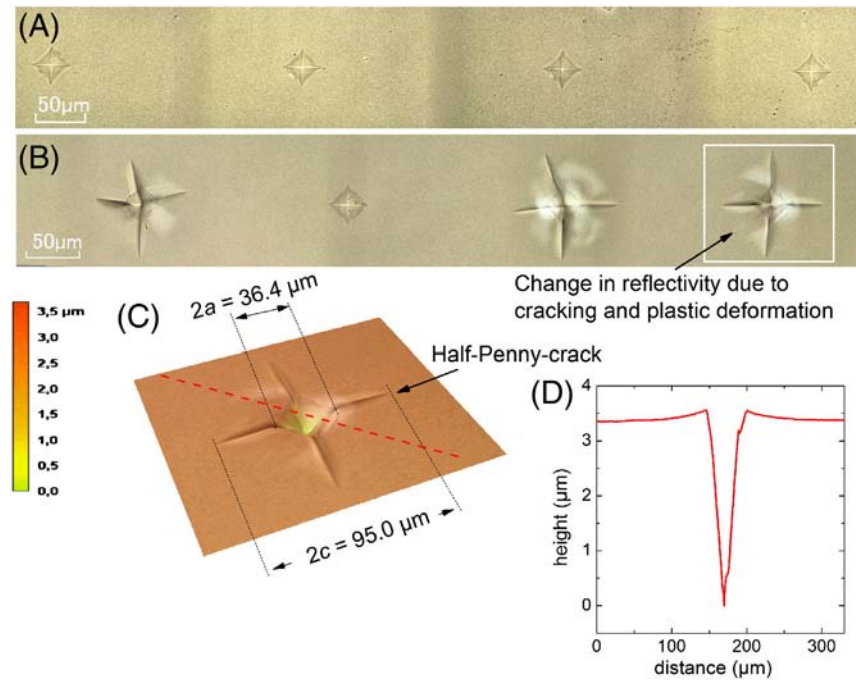 (A)
50µm
(B)
50µm
Change in reflectivity due to
cracking and plastic deformation
3,5 µm
3,0
2,5
2,0
1,5
1,0
0,5
0,0
(C)
2a = 36.4 µm
Half-Penny-crack
2c = 95.0 µm
(D)
height (µm)
4
3
2
1
0
0
100
200
300
distance (µm)